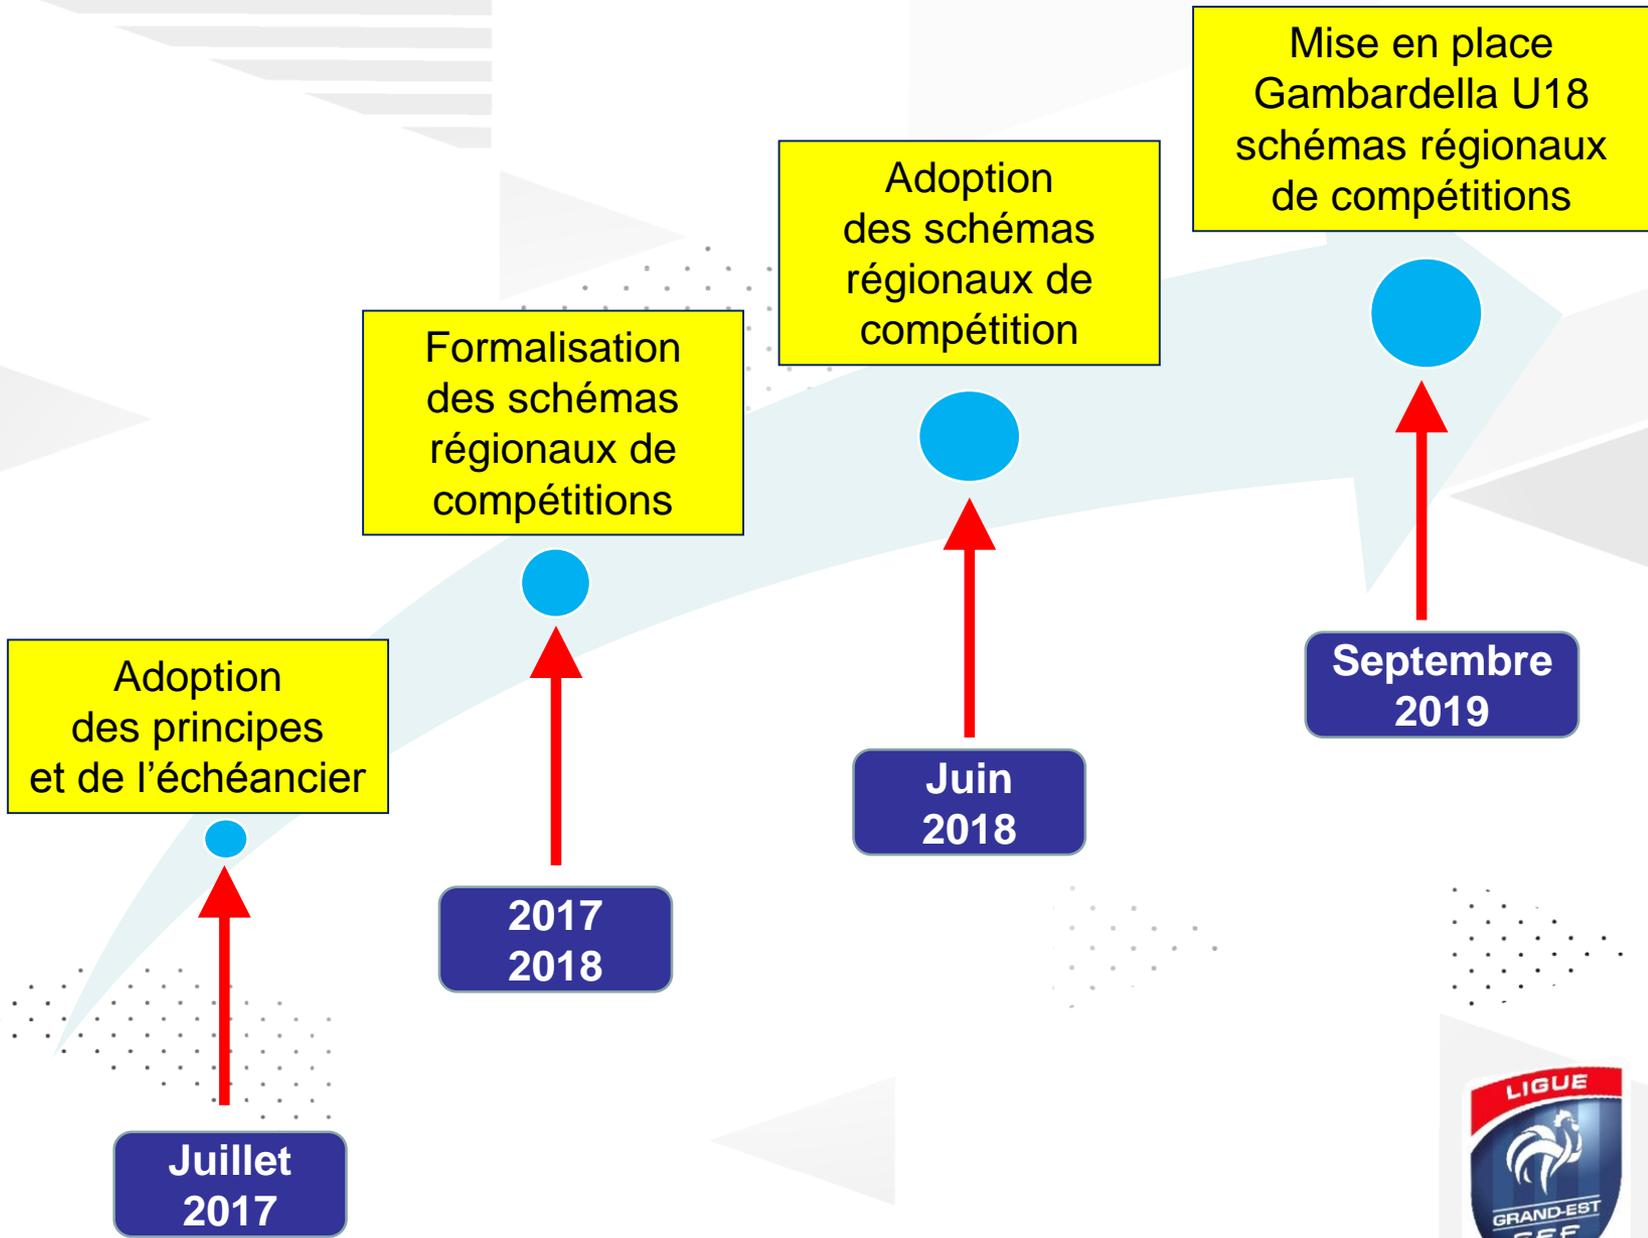 Mise en place
Gambardella U18
schémas régionaux
de compétitions
Adoption
des schémas
régionaux de
compétition
Formalisation
des schémas
régionaux de
compétitions
Adoption
des principes
et de l’échéancier
Septembre
2019
Juin
2018
2017
2018
Juillet
2017
LIGUE
GRAND-EST